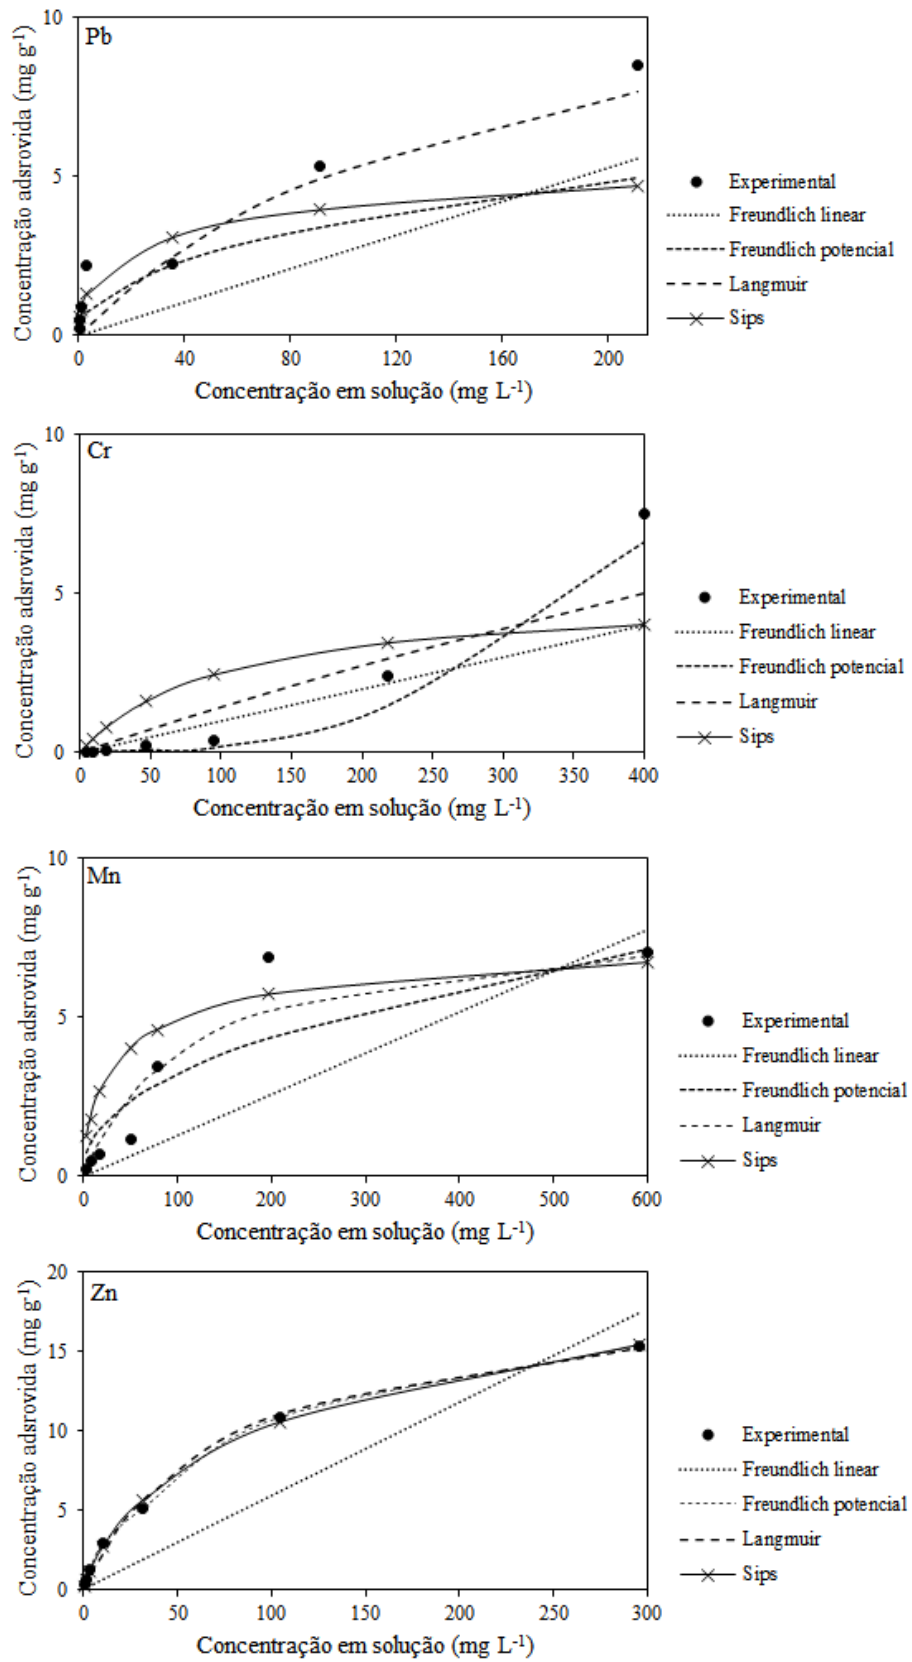 10
Pb
5
0
0
40
80
120
160
200
Concentração adsrovida (mg g-1)
Concentração em solução (mg L-1)
Experimental
Freundlich linear
Freundlich potencial
Langmuir
Sips
10
Cr
5
0
0
50
100
150
200
250
300
350
400
Concentração adsrovida (mg g-1)
Concentração em solução (mg L-1)
Experimental
Freundlich linear
Freundlich potencial
Langmuir
Sips
10
Mn
5
0
0
100
200
300
400
500
600
Concentração adsrovida (mg g-1)
Concentração em solução (mg L-1)
Experimental
Freundlich linear
Freundlich potencial
Langmuir
Sips
20
Zn
15
10
5
0
0
50
100
150
200
250
300
Concentração adsrovida (mg g-1)
Concentração em solução (mg L-1)
Experimental
Freundlich linear
Freundlich potencial
Langmuir
Sips